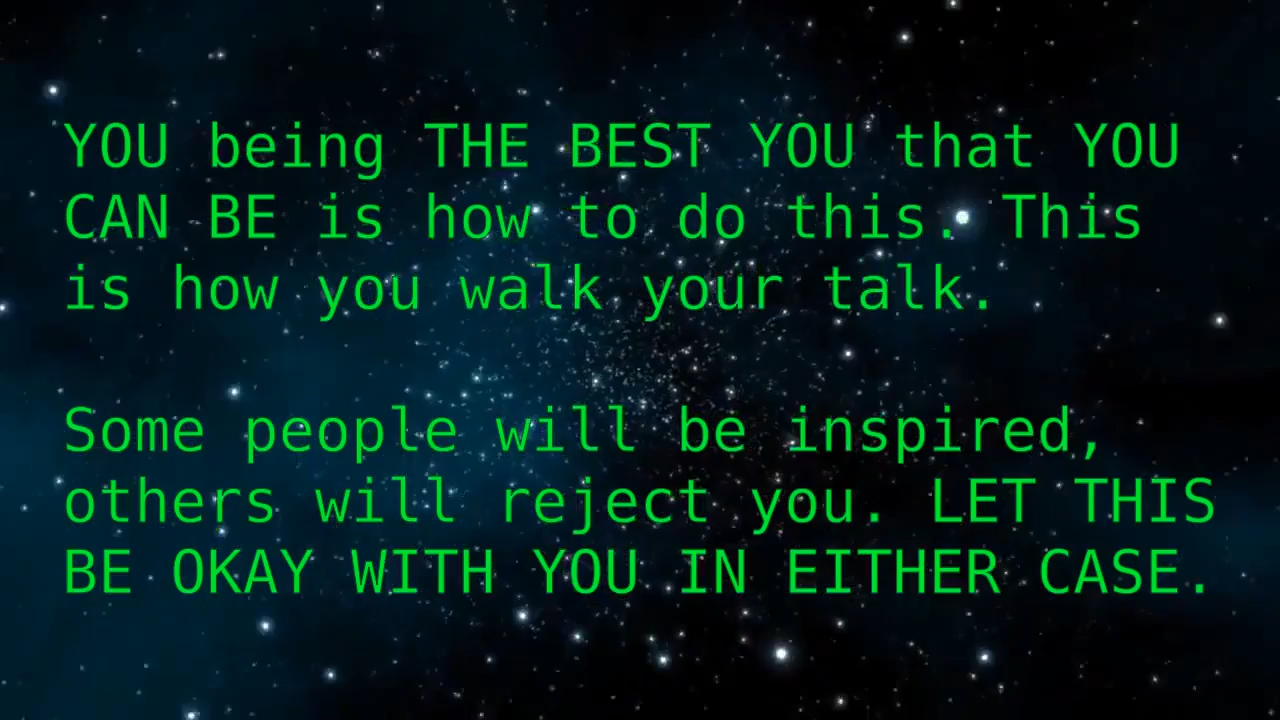 YOU being THE BEST YOU that YOU
CAN BE is how to do this. This
is how you walk your talk.
Some people will be inspired,
others will reject you. LET THIS
BE OKAY WITH YOU IN EITHER CASE.